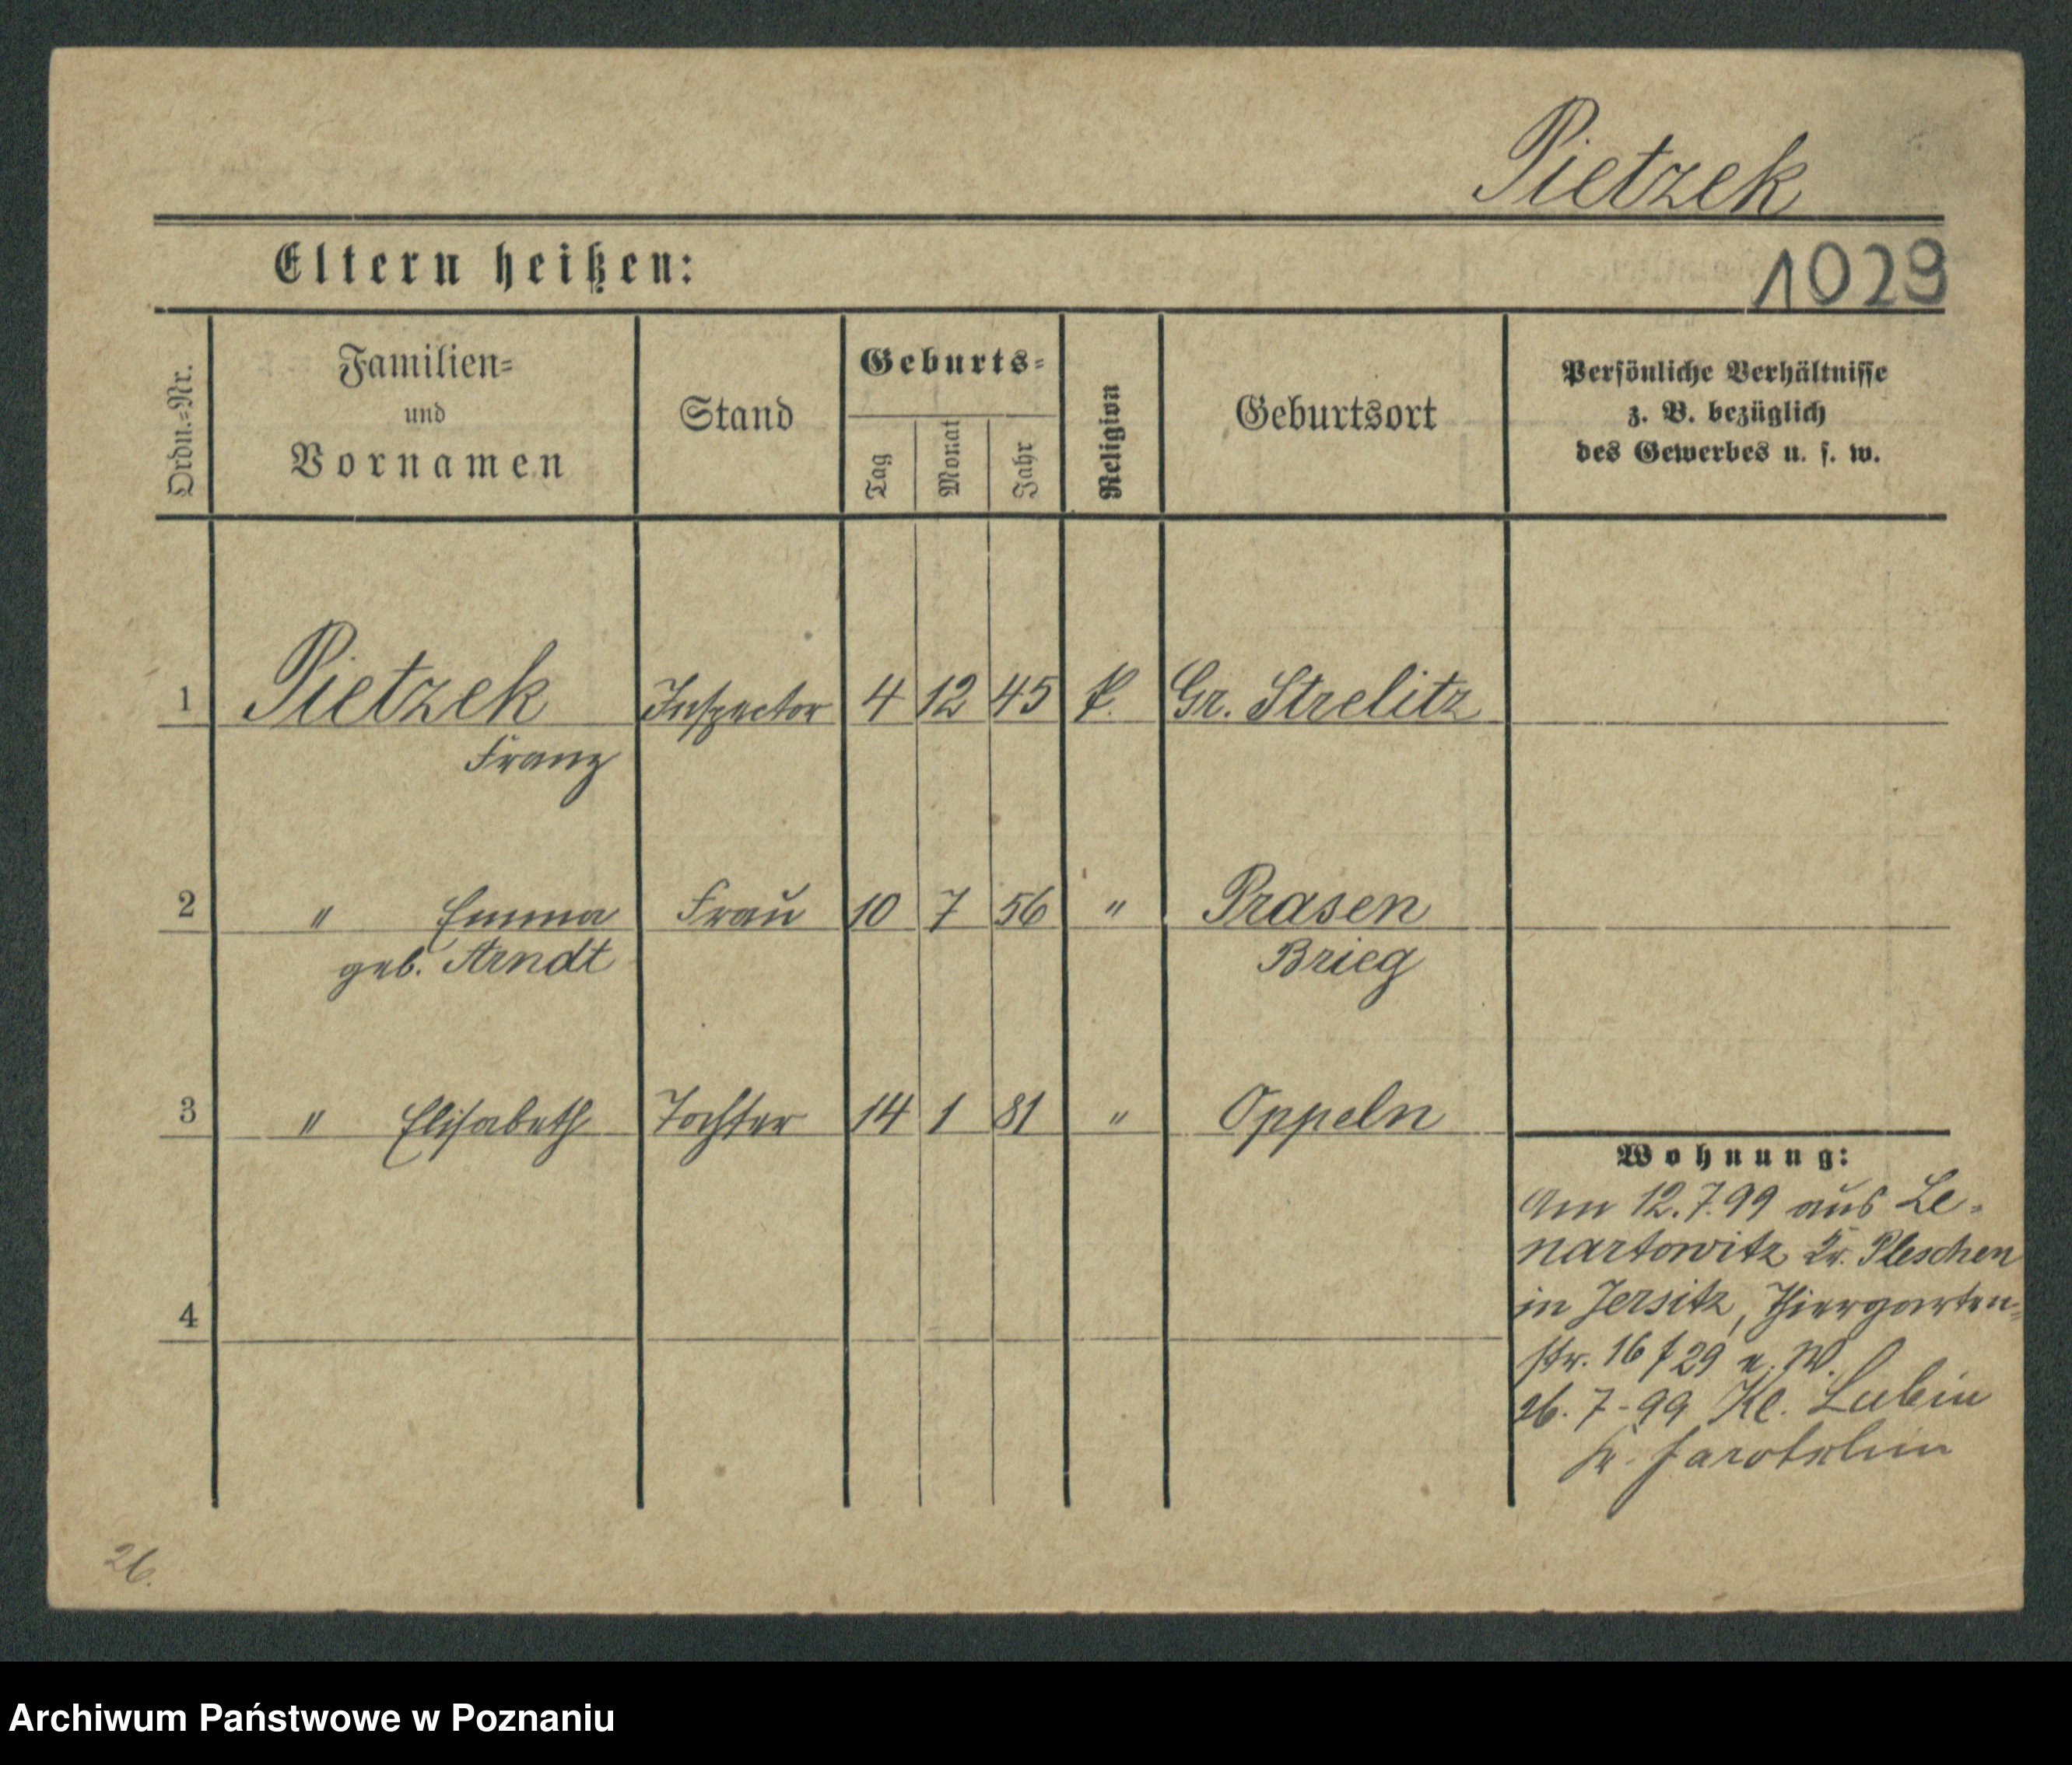 Pietzek
Eltern heißen:
1029
Ordn.=Nr.
Familien=
und
Vornamen
Stand
Geburts=
Tag
Monat
Jahr
Religion
Geburtsort
Persönliche Verhältnisse
z. B. bezüglich
des Gewerbes u. s. w.
1 Pietzek Inspector 4 12 45 k. Gr. Strelitz
Franz
2 " Emma Frau 10 7 56 " Prasen
geb. Arndt Brieg
3 " Elisabeth Tochter 14 1 81 " Oppeln
Wohnung:
Am 12.7.99 aus Le=
nartowitz Kr. Pleschen
in Jersitz, Thiergarten=
str. 16
4
26. 7-99 Kl. Lubin
Kr. Jarotschin
26.
Archiwum Państwowe w Poznaniu